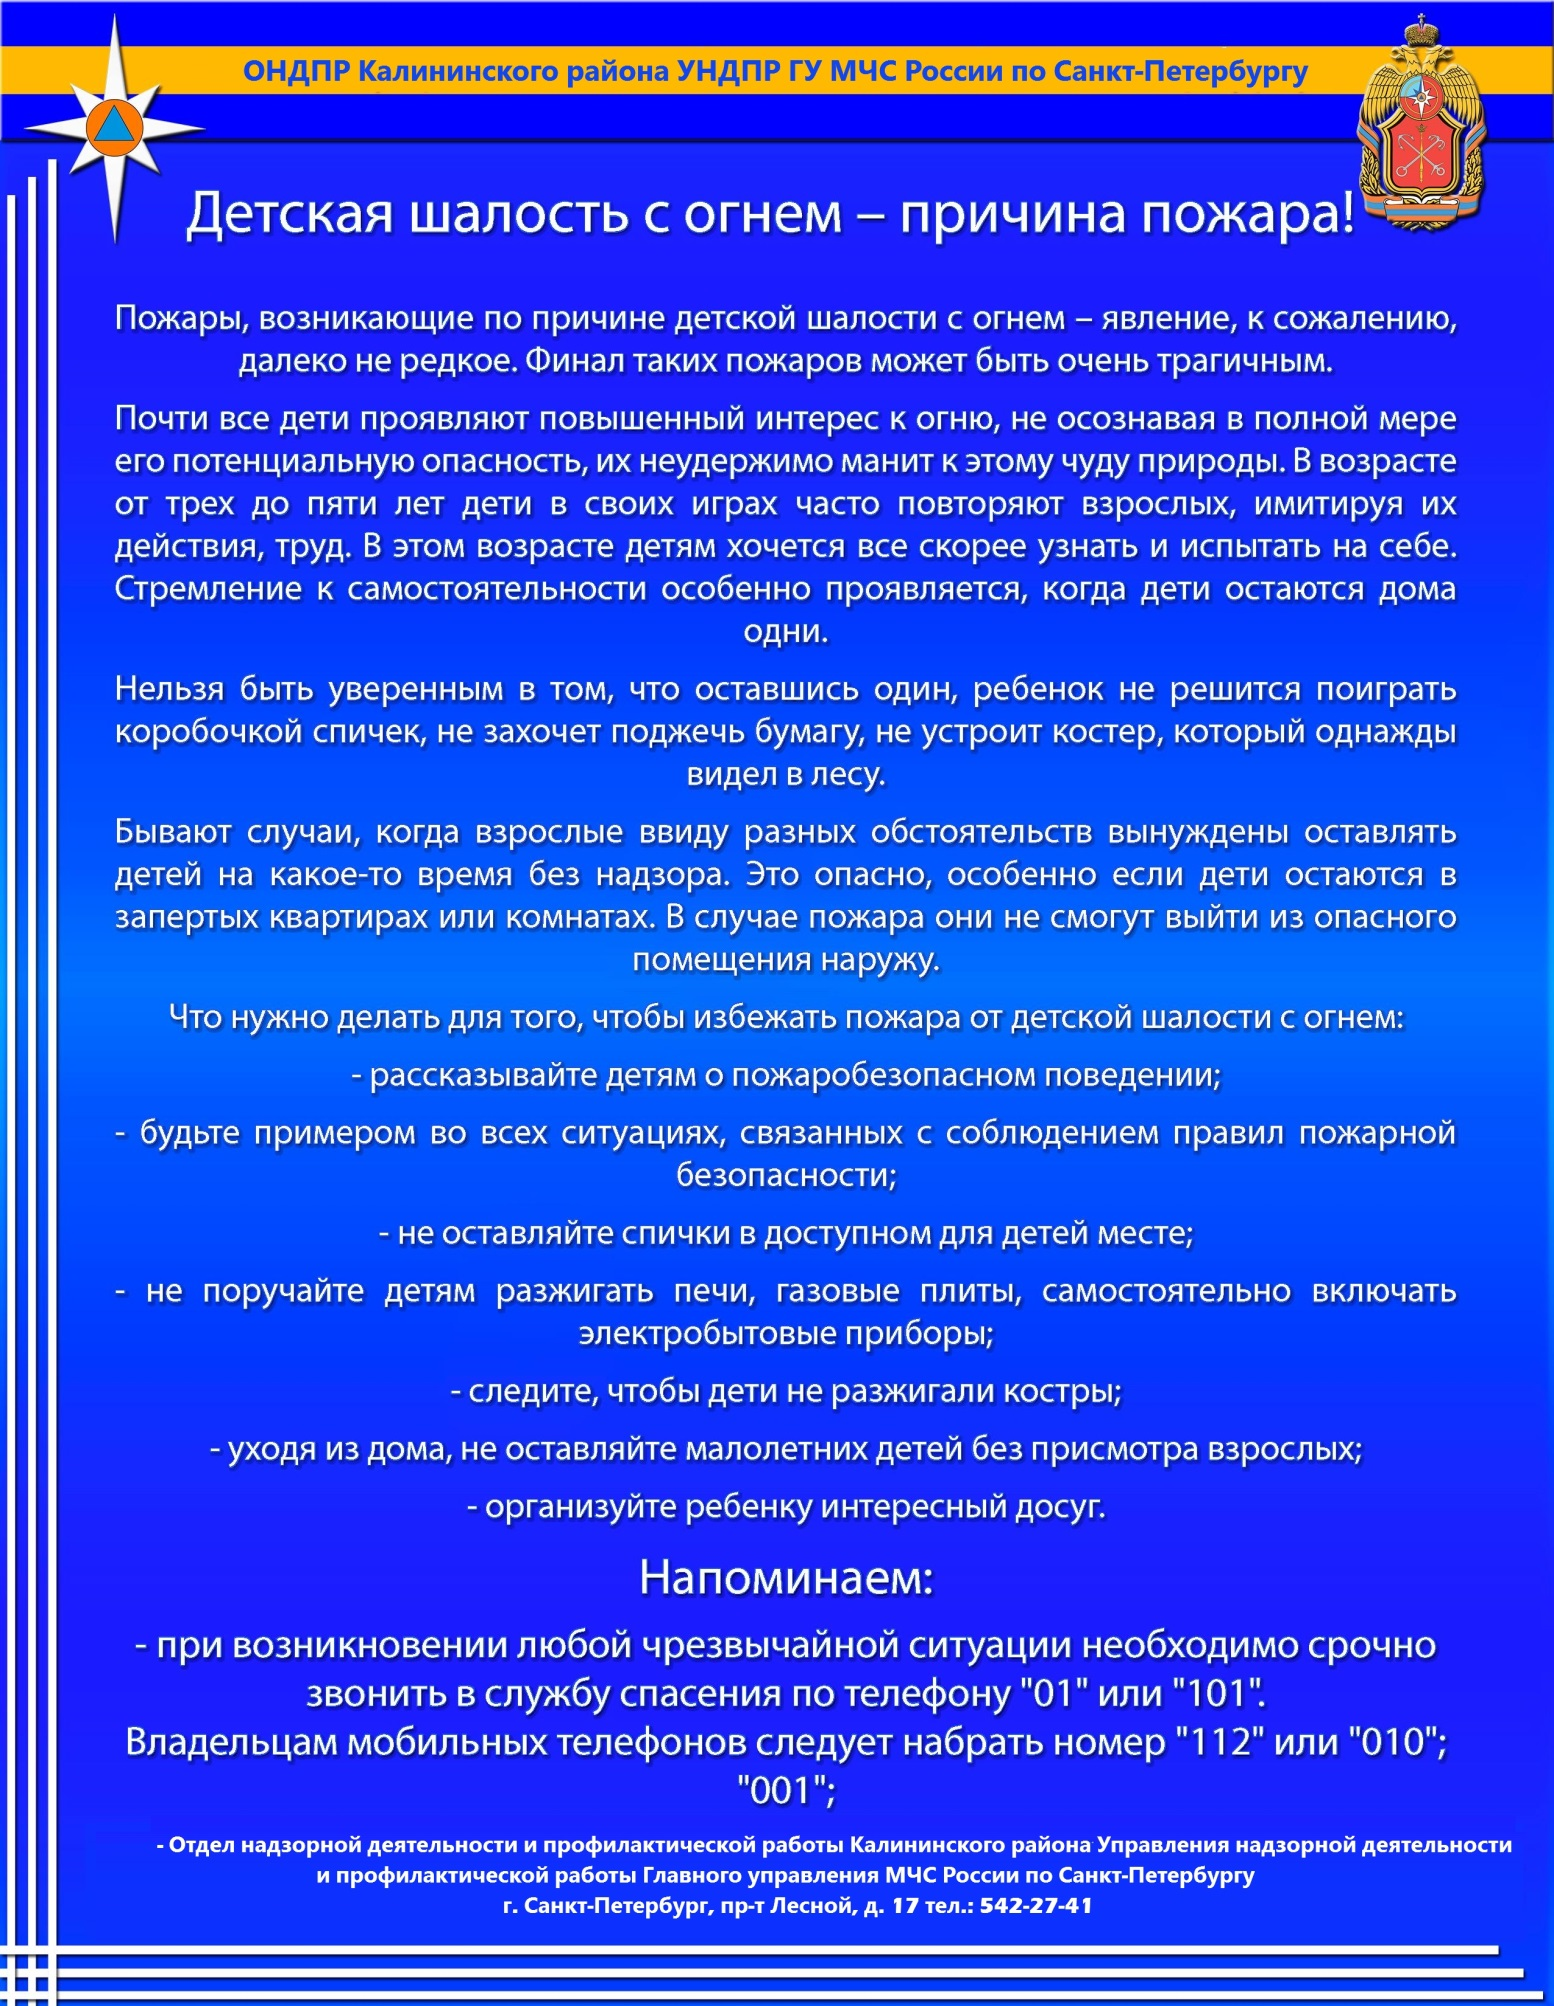 ОНДПР Калининского района УНДПР ГУ МЧС России по Санкт-Петербургу
Детская шалость с огнем – причина пожара!
Пожары, возникающие по причине детской шалости с огнем – явление, к сожалению,
далеко не редкое. Финал таких пожаров может быть очень трагичным.
Почти все дети проявляют повышенный интерес к огню, не осознавая в полной мере
его потенциальную опасность, их неудержимо манит к этому чуду природы. В возрасте
от трех до пяти лет дети в своих играх часто повторяют взрослых, имитируя их
действия, труд. В этом возрасте детям хочется все скорее узнать и испытать на себе.
Стремление к самостоятельности особенно проявляется, когда дети остаются дома
одни.
Нельзя быть уверенным в том, что оставшись один, ребенок не решится поиграть
коробочкой спичек, не захочет поджечь бумагу, не устроит костер, который однажды
видел в лесу.
Бывают случаи, когда взрослые ввиду разных обстоятельств вынуждены оставлять
детей на какое-то время без надзора. Это опасно, особенно если дети остаются в
запертых квартирах или комнатах. В случае пожара они не смогут выйти из опасного
помещения наружу.
Что нужно делать для того, чтобы избежать пожара от детской шалости с огнем:
- рассказывайте детям о пожаробезопасном поведении;
- будьте примером во всех ситуациях, связанных с соблюдением правил пожарной
безопасности;
- не оставляйте спички в доступном для детей месте;
- не поручайте детям разжигать печи, газовые плиты, самостоятельно включать
электробытовые приборы;
- следите, чтобы дети не разжигали костры;
- уходя из дома, не оставляйте малолетних детей без присмотра взрослых;
- организуйте ребенку интересный досуг.
Напоминаем:
- при возникновении любой чрезвычайной ситуации необходимо срочно
звонить в службу спасения по телефону "01" или "101".
Владельцам мобильных телефонов следует набрать номер "112" или "010";
"001";
- Отдел надзорной деятельности и профилактической работы Калининского района Управления надзорной деятельности
и профилактической работы Главного управления МЧС России по Санкт-Петербургу
г. Санкт-Петербург, пр-т Лесной, д. 17 тел.: 542-27-41